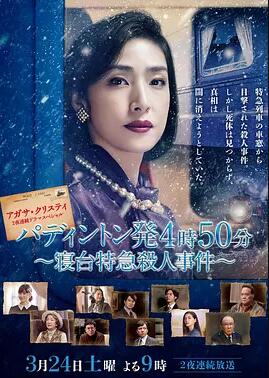 特急列車の車窓から
目撃された殺人事件
しかし死体は見つからず、
真相は
闇に消えようとしていた。
アガサ・クリスティ
2夜連続ドラマスペシャル
パディントン発4時50分
～寝台特急殺人事件～
3月24日土曜 よる9時
2夜連続放送